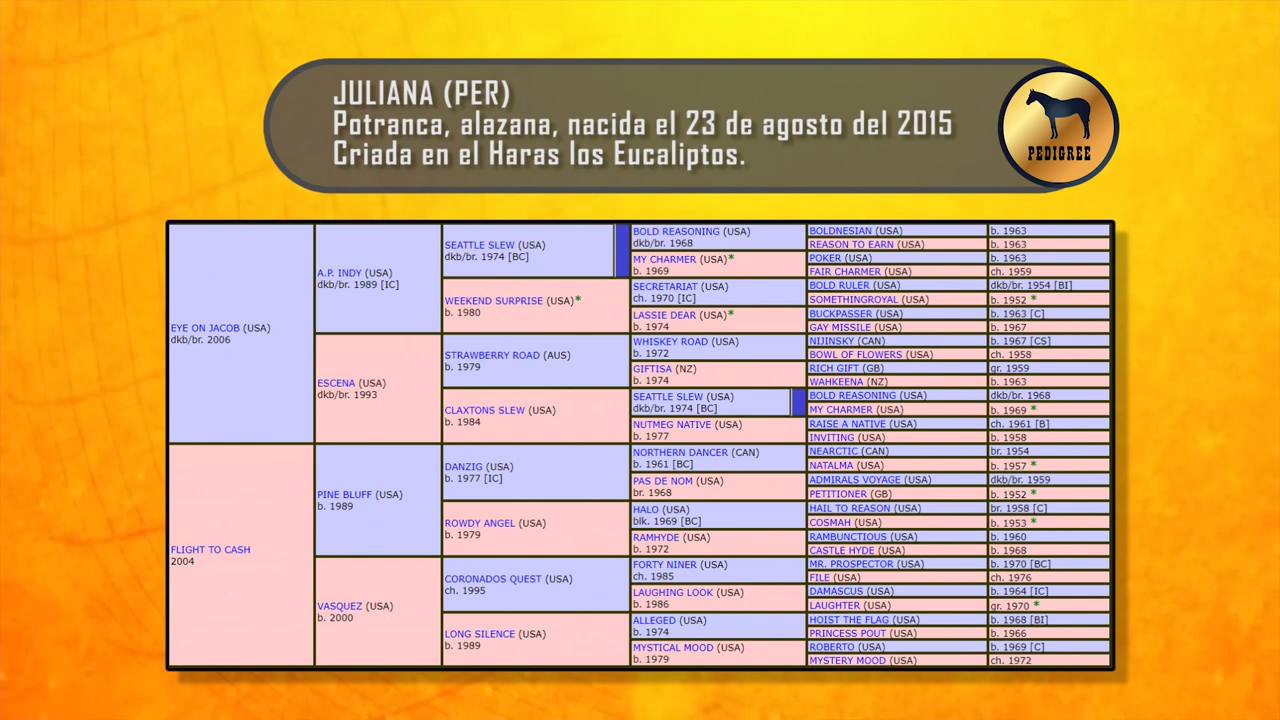 JULIANA (PER)
Potranca, alazana, nacida el 23 de agosto del 2015
Criada en el Haras los Eucaliptos.
PEDIGREE
EYE ON JACOB (USA)
dkb/br. 2006
FLIGHT TO CASH
2004
A.P. INDY (USA)
dkb/br. 1989 [IC]
ESCENA (USA)
dkb/br. 1993
PINE BLUFF (USA)
b. 1989
VASQUEZ (USA)
b. 2000
SEATTLE SLEW (USA)
dkb/br. 1974 [BC]
WEEKEND SURPRISE (USA)*
b. 1980
STRAWBERRY ROAD (AUS)
b. 1979
CLAXTONS SLEW (USA)
b. 1984
DANZIG (USA)
b. 1977 [IC]
ROWDY ANGEL (USA)
b. 1979
CORONADOS QUEST (USA)
ch. 1995
LONG SILENCE (USA)
b. 1989
BOLD REASONING (USA)
dkb/br. 1968
MY CHARMER (USA)*
b. 1969
SECRETARIAT (USA)
ch. 1970 [IC]
LASSIE DEAR (USA)*
b. 1974
WHISKEY ROAD (USA)
b. 1972
GIFTISA (NZ)
b. 1974
SEATTLE SLEW (USA)
dkb/br. 1974 [BC]
NUTMEG NATIVE (USA)
b. 1977
NORTHERN DANCER (CAN)
b. 1961 [BC]
PAS DE NOM (USA)
br. 1968
HALO (USA)
blk. 1969 [BC]
RAMHYDE (USA)
b. 1972
FORTY NINER (USA)
ch. 1985
LAUGHING LOOK (USA)
b. 1986
ALLEGED (USA)
b. 1974
MYSTICAL MOOD (USA)
b. 1979
BOLDNESIAN (USA) b. 1963
REASON TO EARN (USA) b. 1963
POKER (USA) b. 1963
FAIR CHARMER (USA) ch. 1959
BOLD RULER (USA) dkb/br. 1954 [BI]
SOMETHINGROYAL (USA) b. 1952 *
BUCKPASSER (USA) b. 1963 [C]
GAY MISSILE (USA) b. 1967
NIJINSKY (CAN) b. 1967 [CS]
BOWL OF FLOWERS (USA) ch. 1958
RICH GIFT (GB) gr. 1959
WAHKEENA (NZ) b. 1963
BOLD REASONING (USA) dkb/br. 1968
MY CHARMER (USA) b. 1969 *
RAISE A NATIVE (USA) ch. 1961 [B]
INVITING (USA) b. 1958
NEARCTIC (CAN) br. 1954
NATALMA (USA) b. 1957 *
ADMIRALS VOYAGE (USA) dkb/br. 1959
PETITIONER (GB) b. 1952 *
HAIL TO REASON (USA) br. 1958 [C]
COSMAH (USA) b. 1953 *
RAMBUNCTIOUS (USA) b. 1960
CASTLE HYDE (USA) b. 1968
MR. PROSPECTOR (USA) b. 1970 [BC]
FILE (USA) ch. 1976
DAMASCUS (USA) b. 1964 [IC]
LAUGHTER (USA) gr. 1970 *
HOIST THE FLAG (USA) b. 1968 [BI]
PRINCESS POUT (USA) b. 1966
ROBERTO (USA) b. 1969 [C]
MYSTERY MOOD (USA) ch. 1972